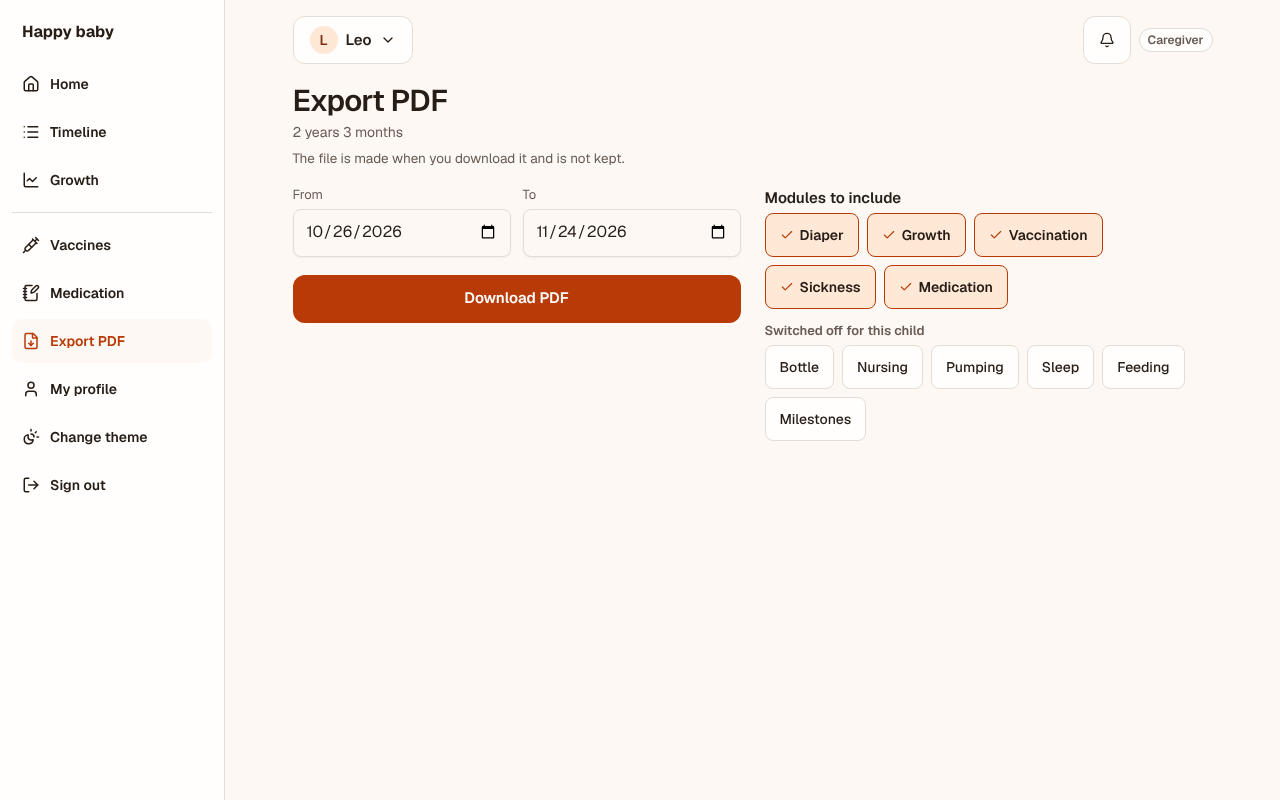 Happy baby
Home
Timeline
Growth
Vaccines
Medication
Export PDF
My profile
Change theme
Sign out
L Leo
Caregiver
Export PDF
2 years 3 months
The file is made when you download it and is not kept.
From To
10/26/2026 11/24/2026
Download PDF
Modules to include
Diaper Growth Vaccination
Sickness Medication
Switched off for this child
Bottle Nursing Pumping Sleep Feeding
Milestones